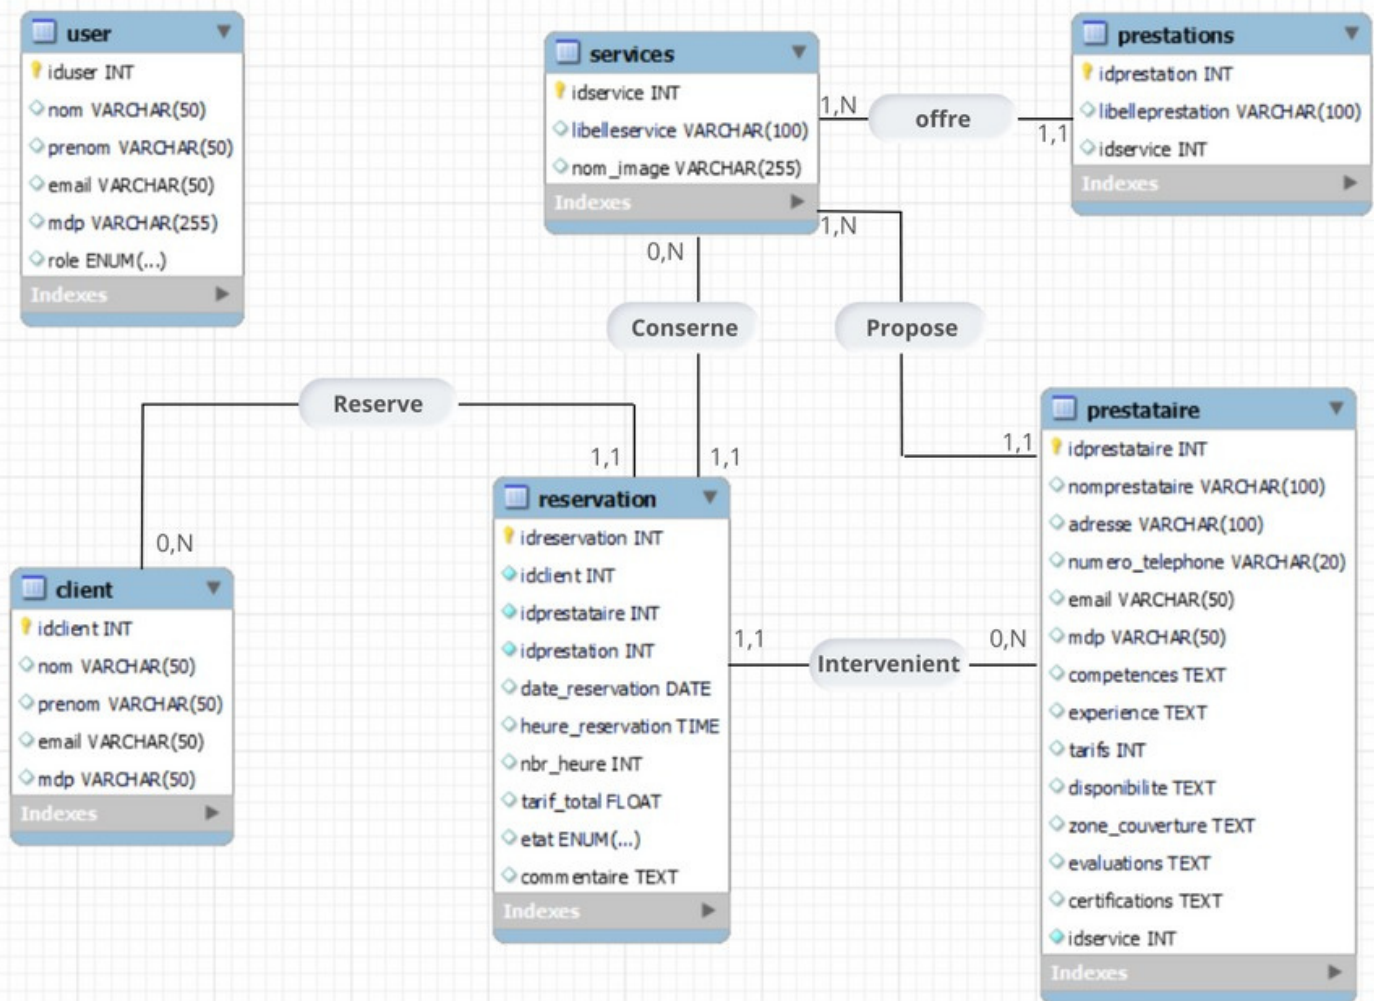 user
iduser INT
nom VARCHAR(50)
prenom VARCHAR(50)
email VARCHAR(50)
mdp VARCHAR(255)
role ENUM(...)
Indexes
services
idservice INT
libelleservice VARCHAR(100)
nom_image VARCHAR(255)
Indexes
1,N
offre
1,1
prestations
idprestation INT
libelleprestation VARCHAR(100)
idservice INT
Indexes
0,N
Conserne
1,1
1,N
Propose
1,1
Reserve
1,1
0,N
client
idclient INT
nom VARCHAR(50)
prenom VARCHAR(50)
email VARCHAR(50)
mdp VARCHAR(50)
Indexes
reservation
idreservation INT
idclient INT
idprestataire INT
idprestation INT
date_reservation DATE
heure_reservation TIME
nbr_heure INT
tarif_total FLOAT
etat ENUM(...)
commentaire TEXT
Indexes
1,1
Intervenient
0,N
prestataire
idprestataire INT
nomprestataire VARCHAR(100)
adresse VARCHAR(100)
numero_telephone VARCHAR(20)
email VARCHAR(50)
mdp VARCHAR(50)
competences TEXT
experience TEXT
tarifs INT
disponibilite TEXT
zone_couverture TEXT
evaluations TEXT
certifications TEXT
idservice INT
Indexes